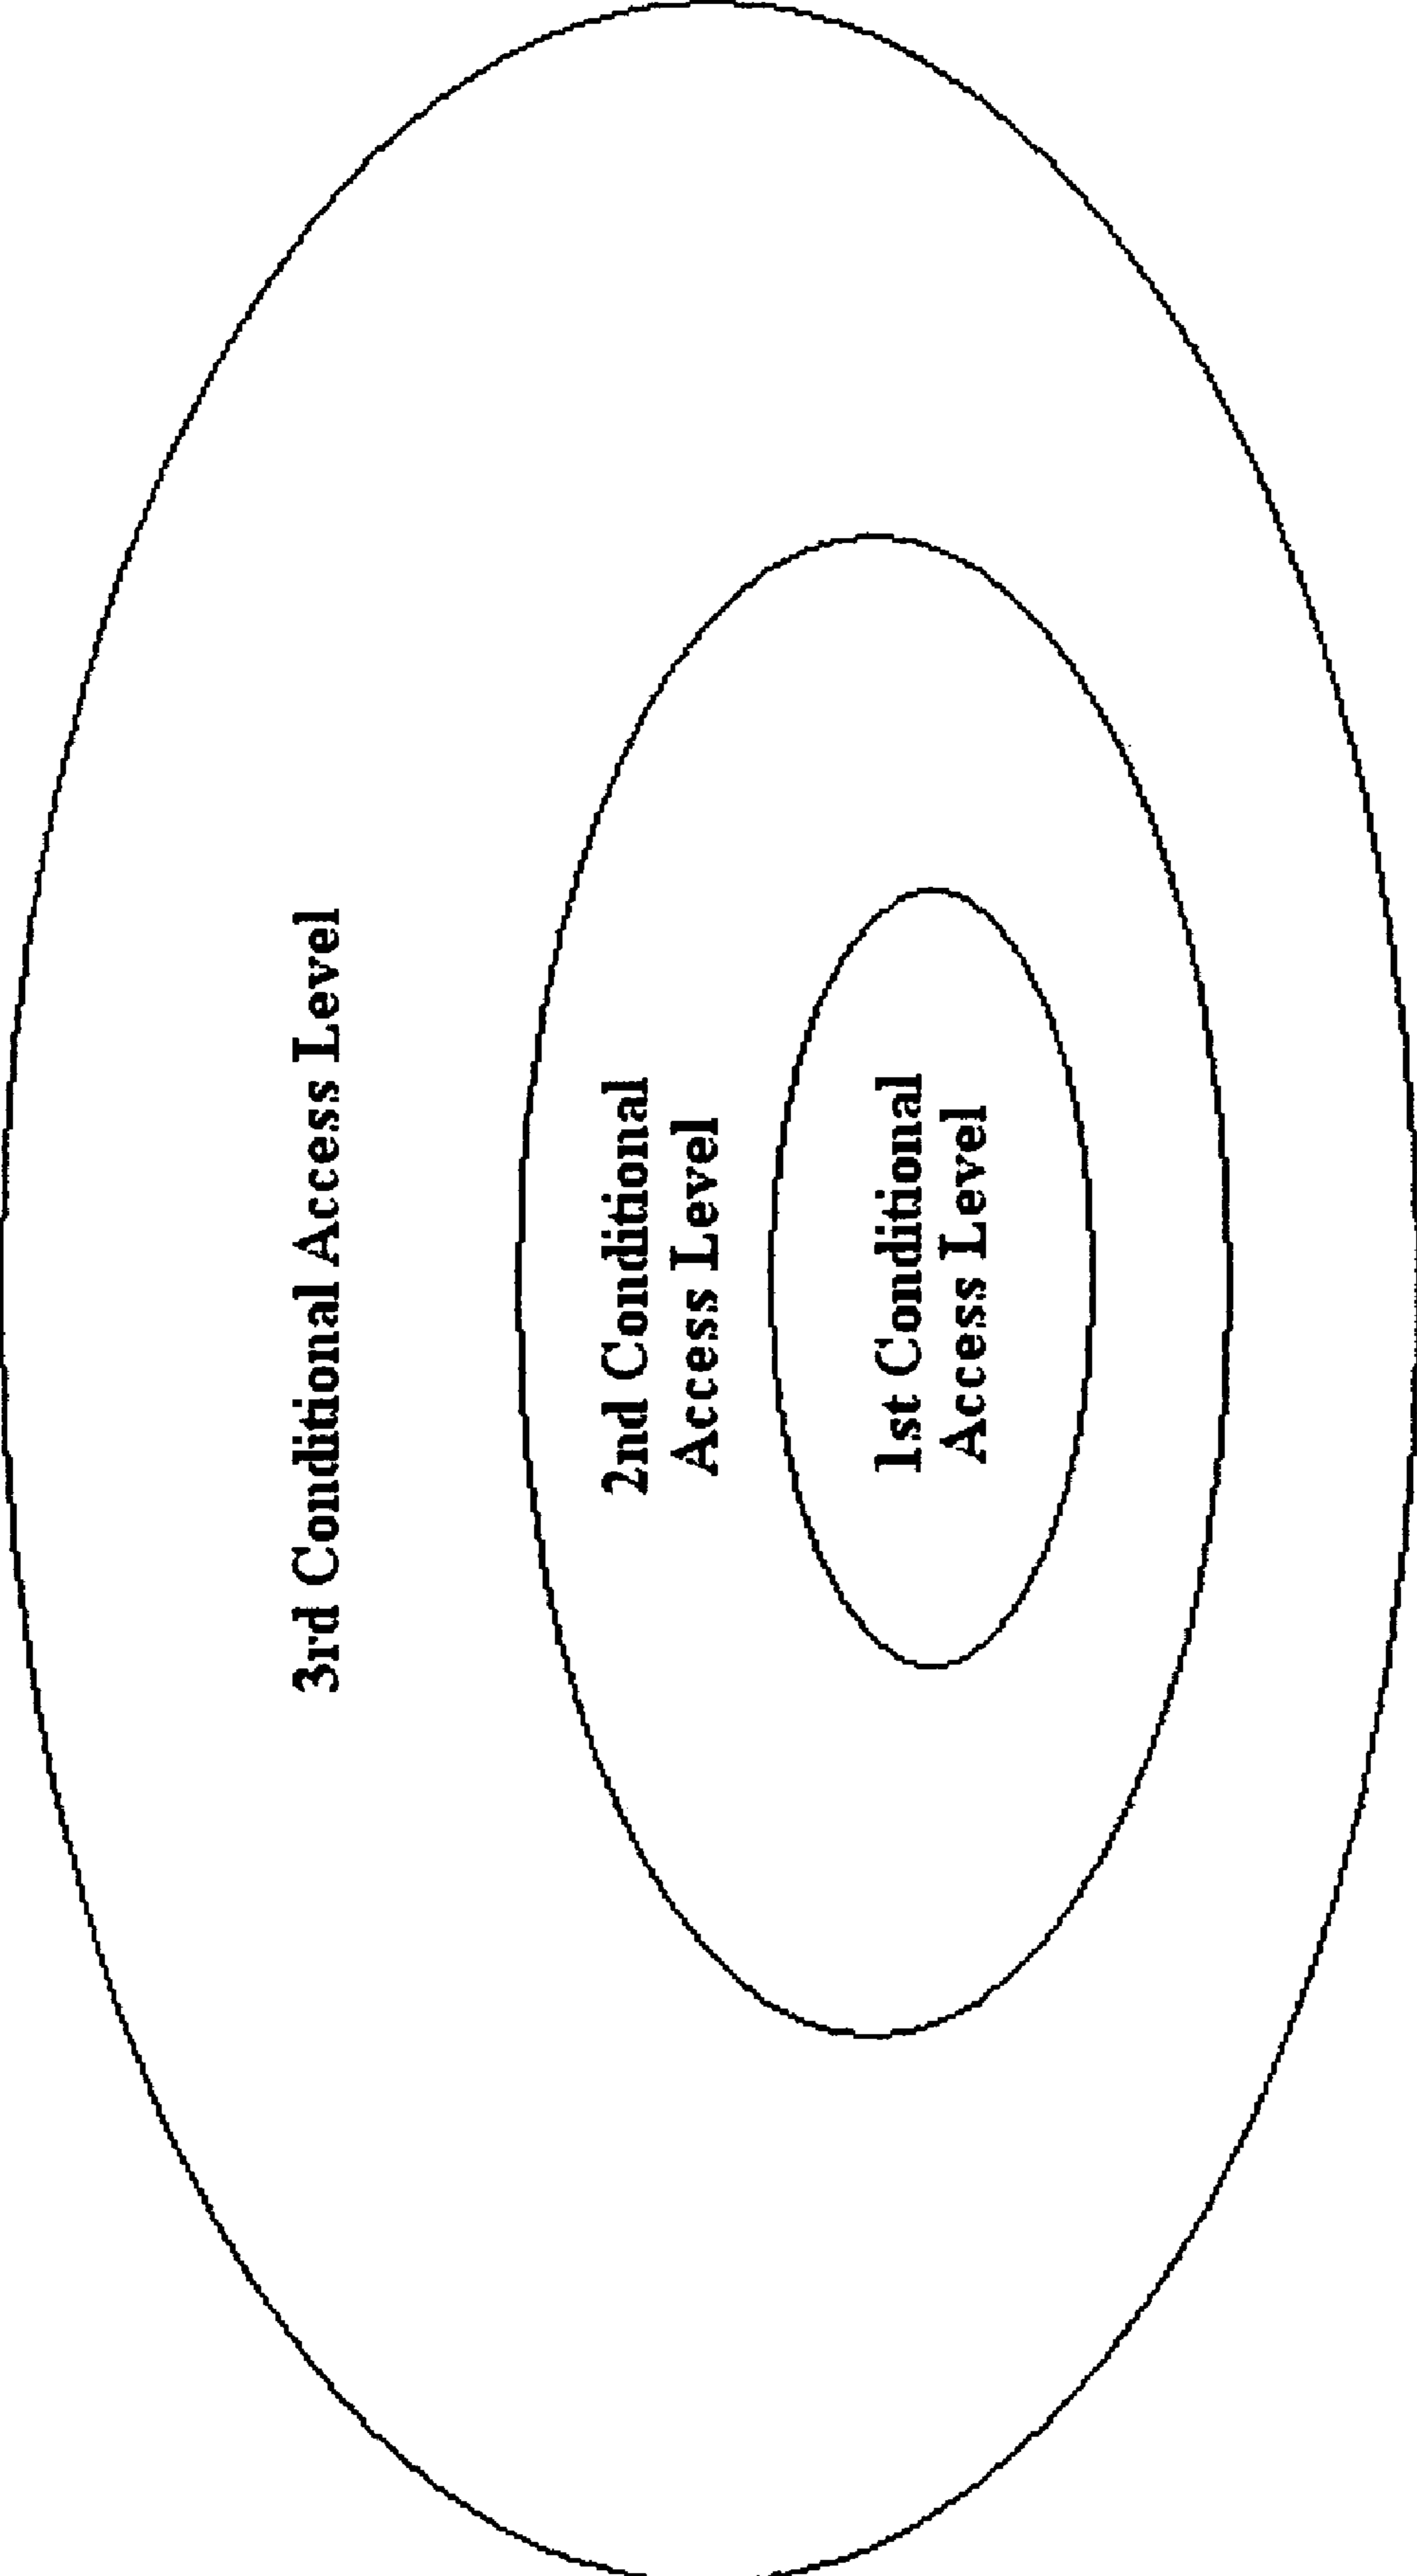 3rd Conditional Access Level
2nd Conditional
Access Level
1st Conditional
Access Level